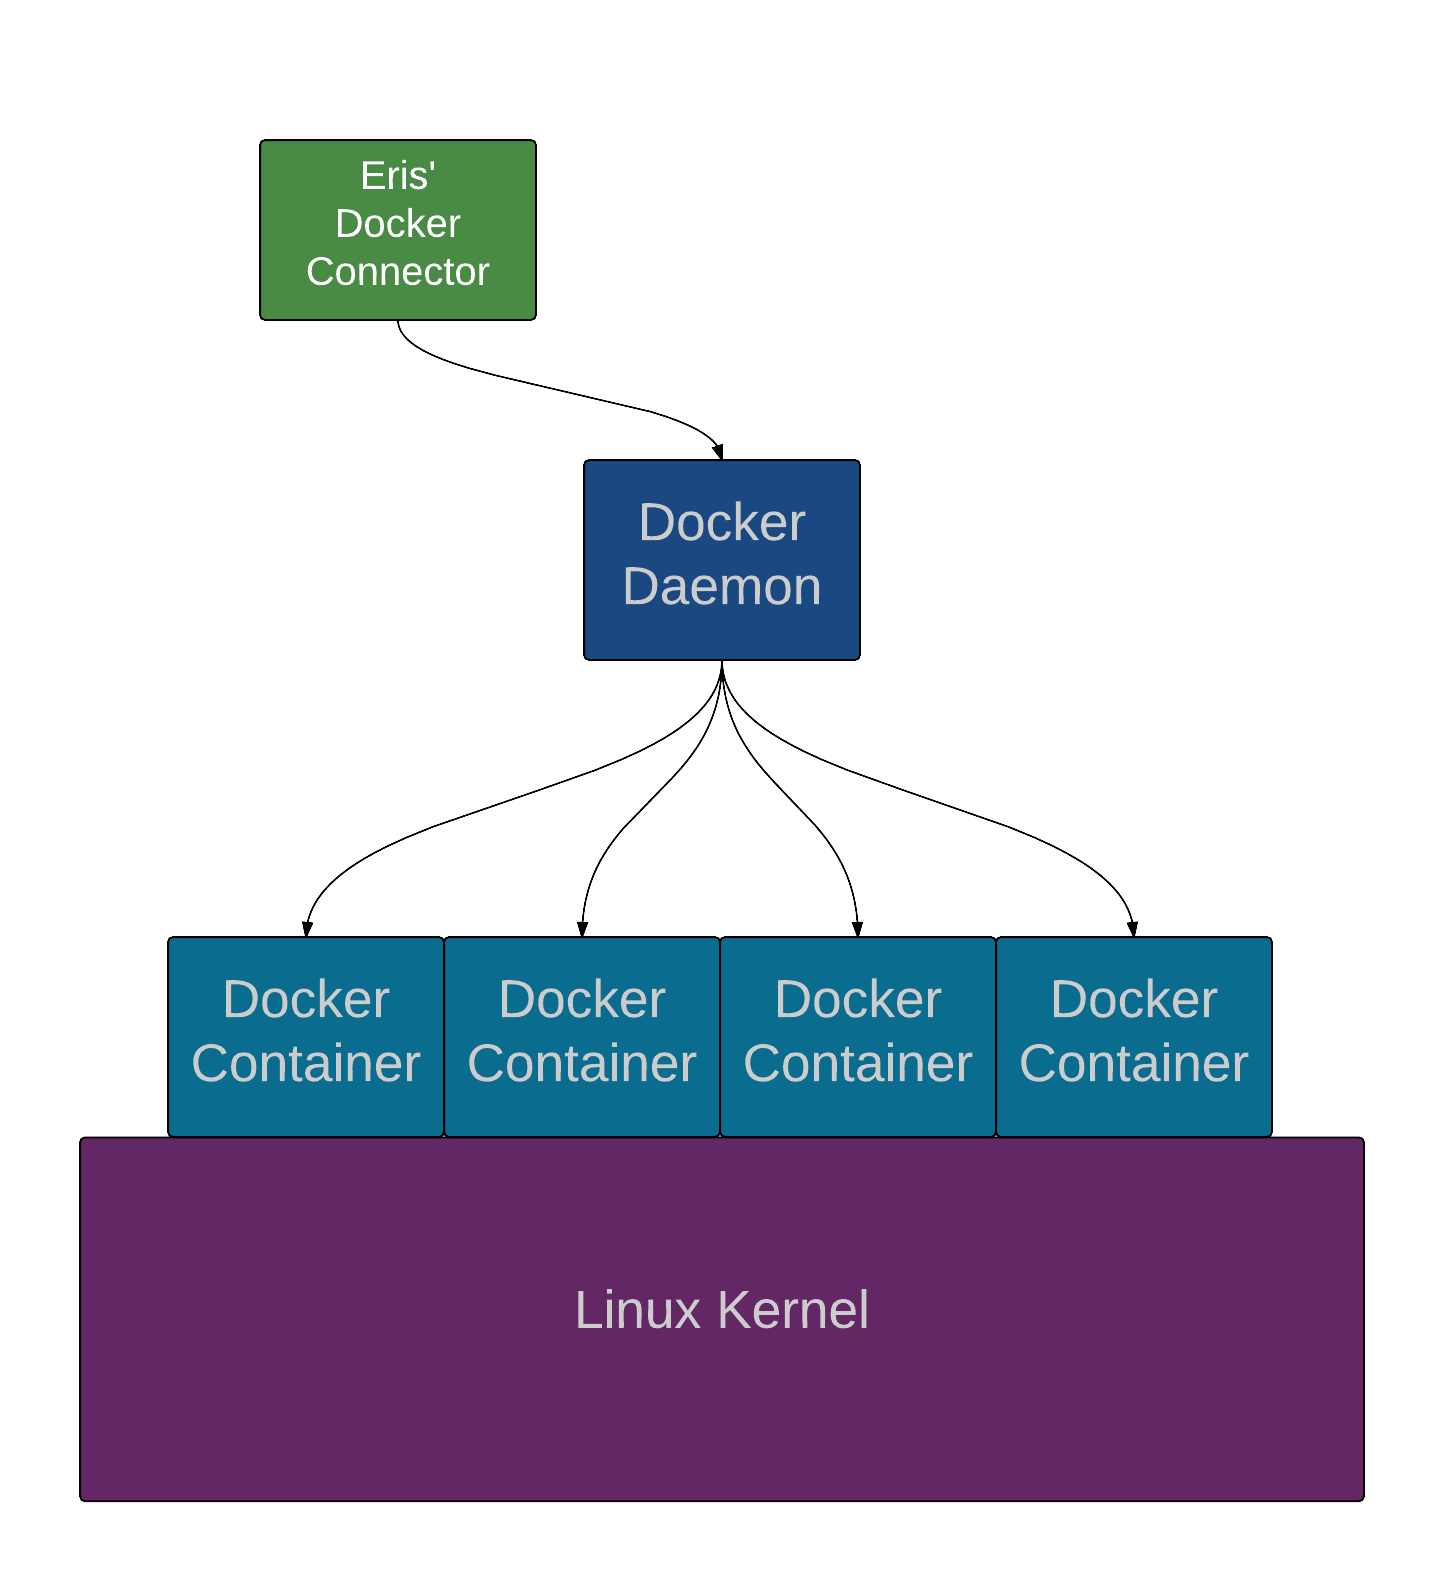 Eris'
Docker
Connector
Docker
Daemon
Docker
Container
Docker
Container
Docker
Container
Docker
Container
Linux Kernel